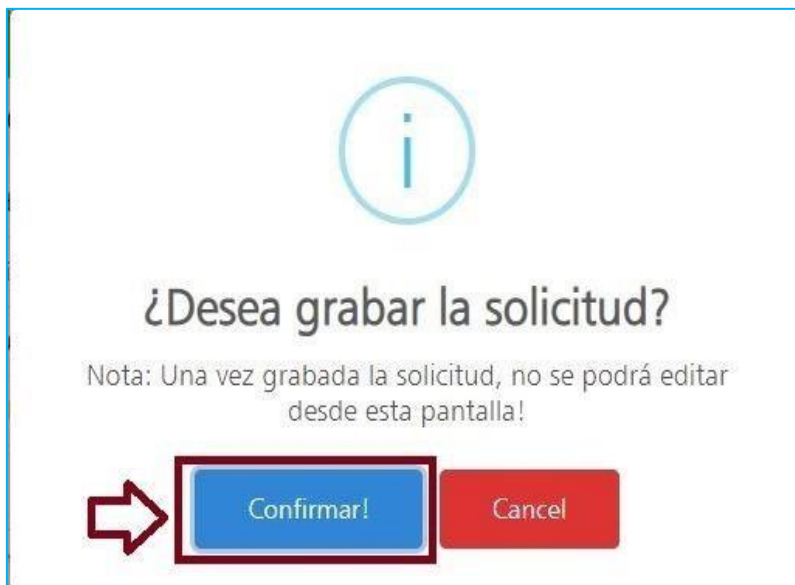 ¿Desea grabar la solicitud?
Nota: Una vez grabada la solicitud, no se podrá editar
desde esta pantalla!
Confirmar! Cancel